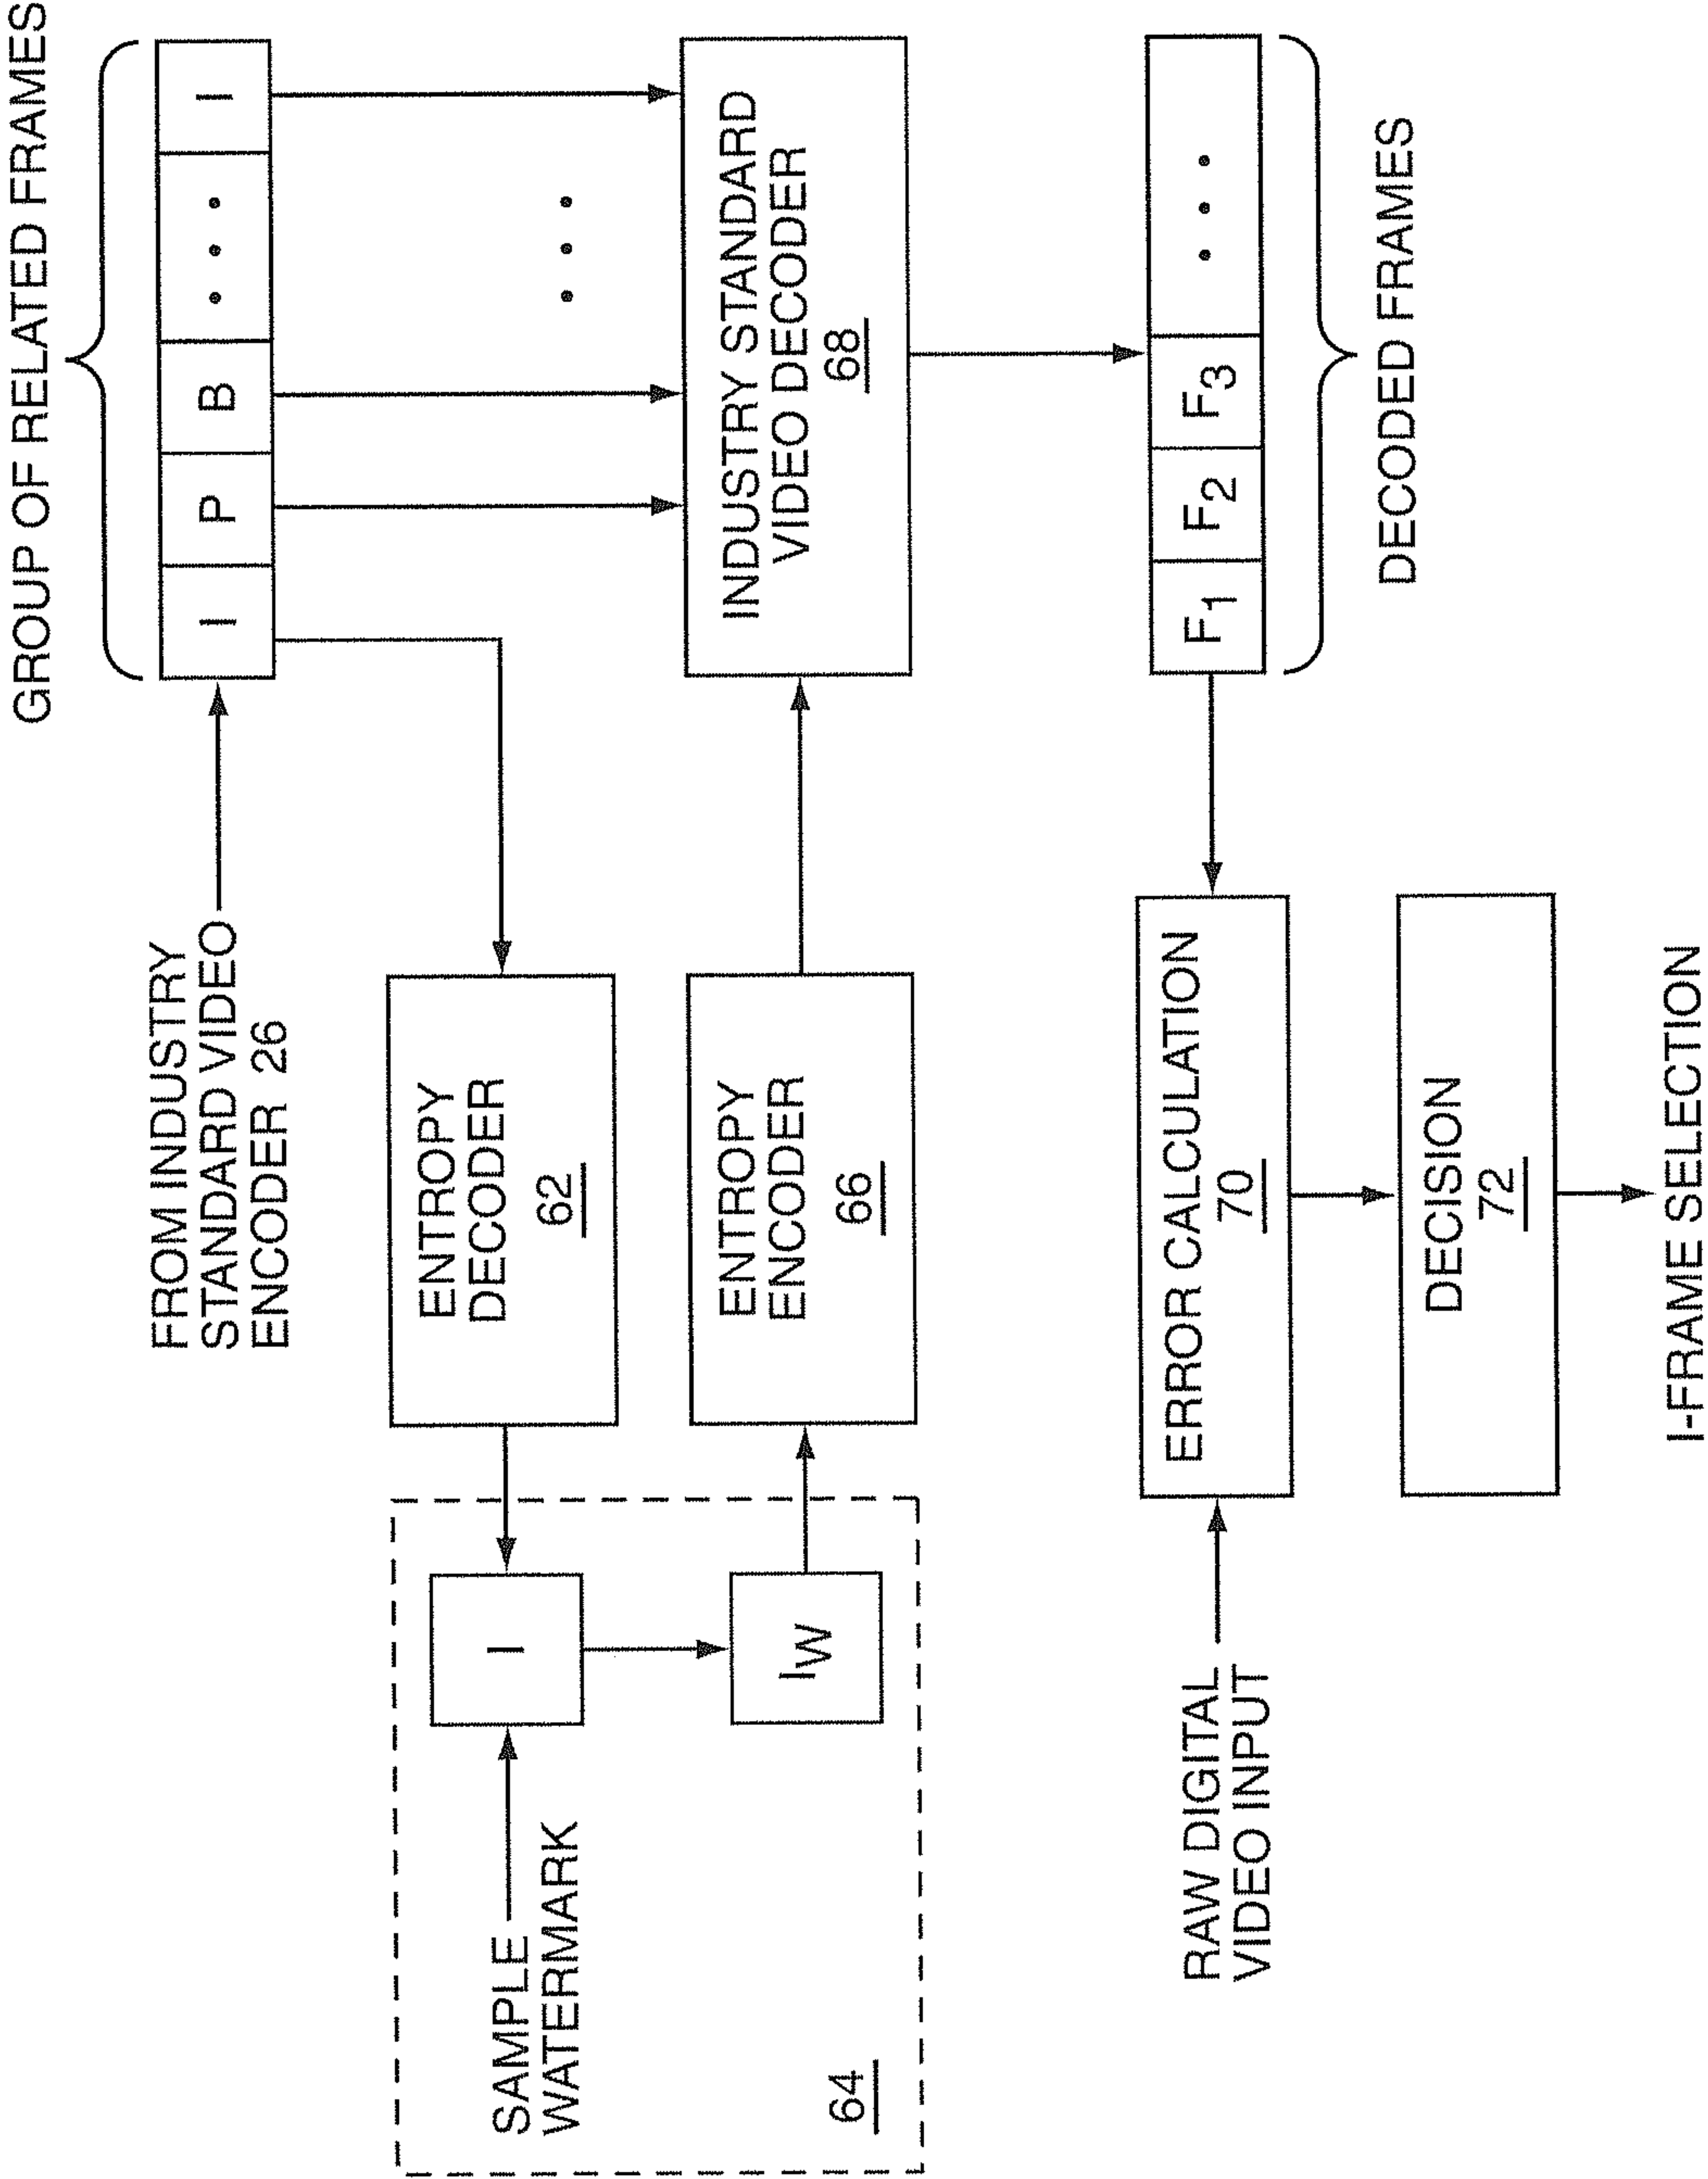 GROUP OF RELATED FRAMES
FROM INDUSTRY
STANDARD VIDEO
ENCODER 26
I P B • • • I
ENTROPY
DECODER
62
SAMPLE
WATERMARK
I
I_W
64
ENTROPY
ENCODER
66
• • •
INDUSTRY STANDARD
VIDEO DECODER
68
RAW DIGITAL
VIDEO INPUT
ERROR CALCULATION
70
F1 F2 F3 • • •
DECODED FRAMES
DECISION
72
I-FRAME SELECTION